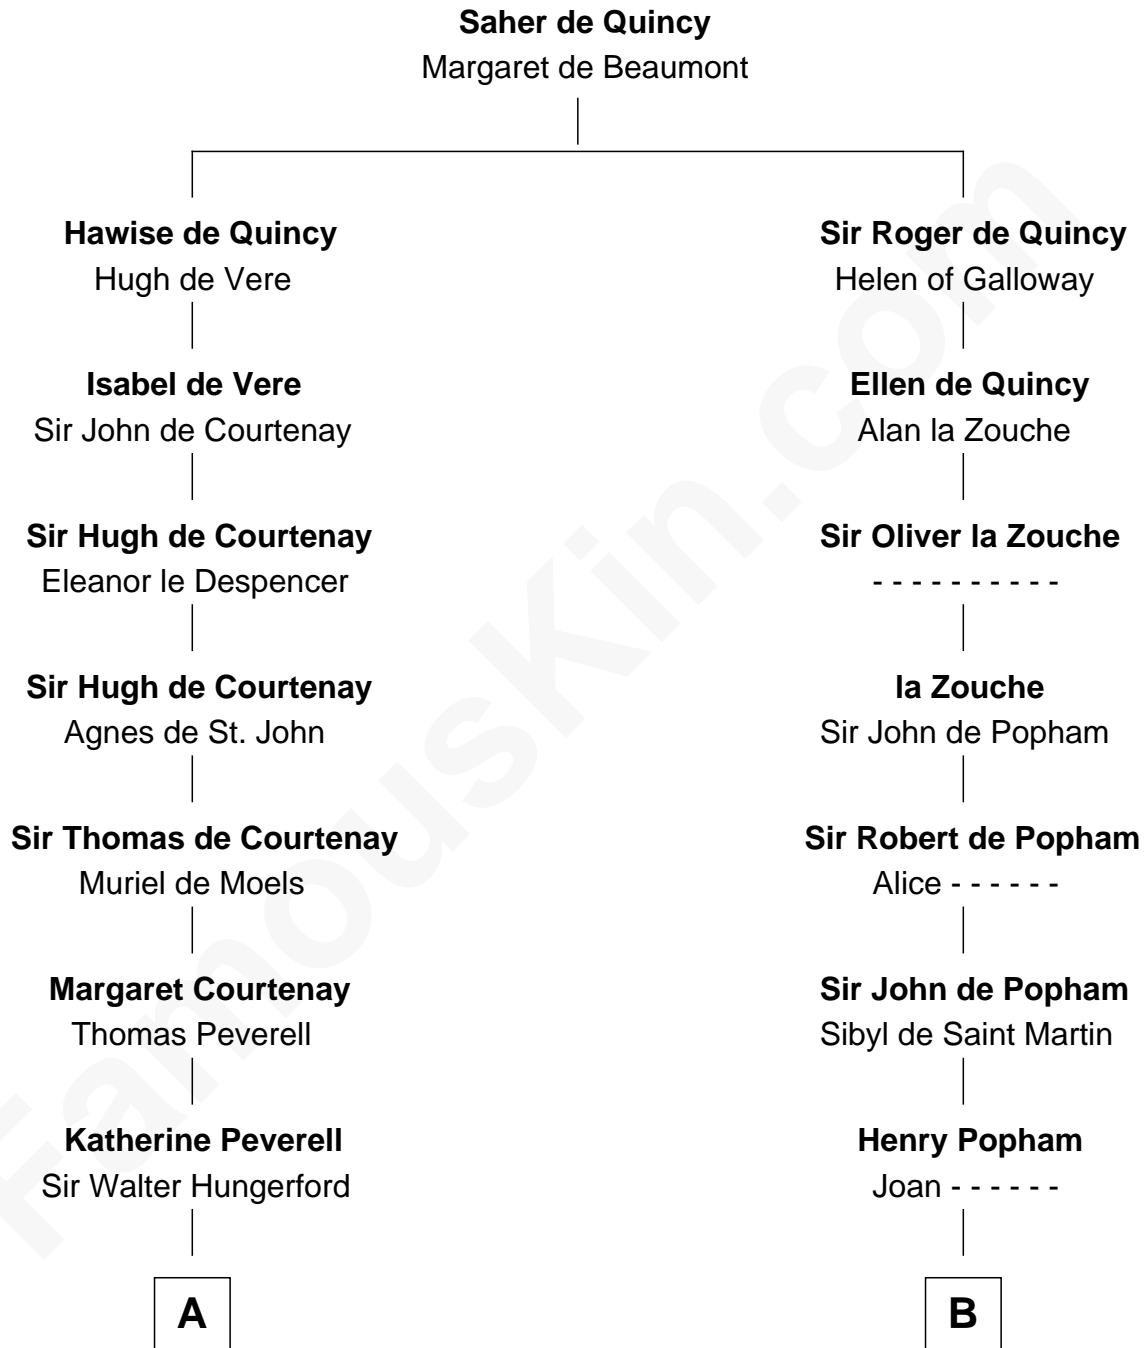 Saher de Quincy
Margaret de Beaumont
Hawise de Quincy
Hugh de Vere
Sir Roger de Quincy
Helen of Galloway
Isabel de Vere
Sir John de Courtenay
Ellen de Quincy
Alan la Zouche
Sir Hugh de Courtenay
Eleanor le Despencer
Sir Oliver la Zouche
- - - - - - - - - -
Sir Hugh de Courtenay
Agnes de St. John
la Zouche
Sir John de Popham
Sir Thomas de Courtenay
Muriel de Moels
Sir Robert de Popham
Alice - - - - - -
Margaret Courtenay
Thomas Peverell
Sir John de Popham
Sibyl de Saint Martin
Katherine Peverell
Sir Walter Hungerford
Henry Popham
Joan - - - - - -
A
B
FamousKin.com